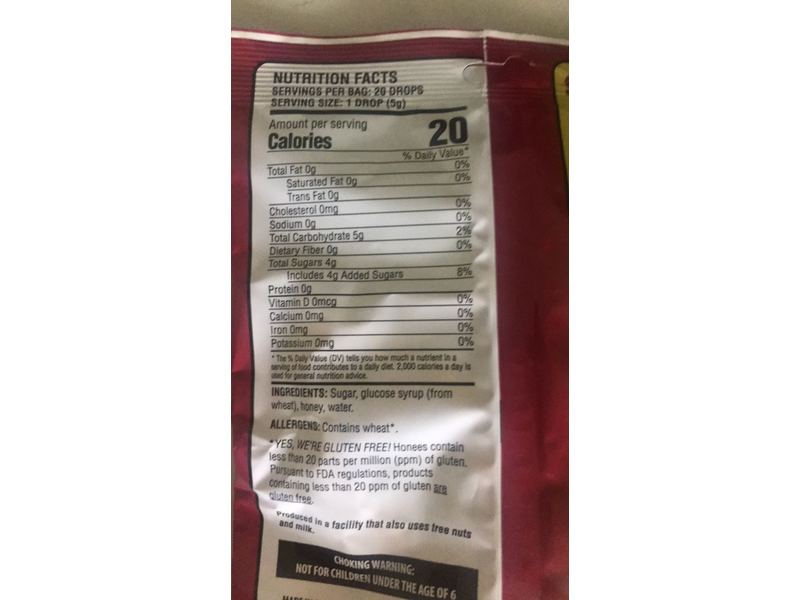 NUTRITION FACTS
SERVINGS PER BAG: 20 DROPS
SERVING SIZE: 1 DROP (5g)
Amount per serving
Calories 20
% Daily Value*
Total Fat 0g 0%
Saturated Fat 0g 0%
Trans Fat 0g
Cholesterol 0mg 0%
Sodium 0g 0%
Total Carbohydrate 5g 2%
Dietary Fiber 0g 0%
Total Sugars 4g
Includes 4g Added Sugars 8%
Protein 0g
Vitamin D 0mcg 0%
Calcium 0mg 0%
Iron 0mg 0%
Potassium 0mg 0%
* The % Daily Value (DV) tells you how much a nutrient in a
serving of food contributes to a daily diet. 2,000 calories a day is
used for general nutrition advice.
INGREDIENTS: Sugar, glucose syrup (from
wheat), honey, water.
ALLERGENS: Contains wheat*.
*YES, WE'RE GLUTEN FREE! Honees contain
less than 20 parts per million (ppm) of gluten.
Pursuant to FDA regulations, products
containing less than 20 ppm of gluten are
gluten free.
Produced in a facility that also uses tree nuts
and milk.
CHOKING WARNING:
NOT FOR CHILDREN UNDER THE AGE OF 6